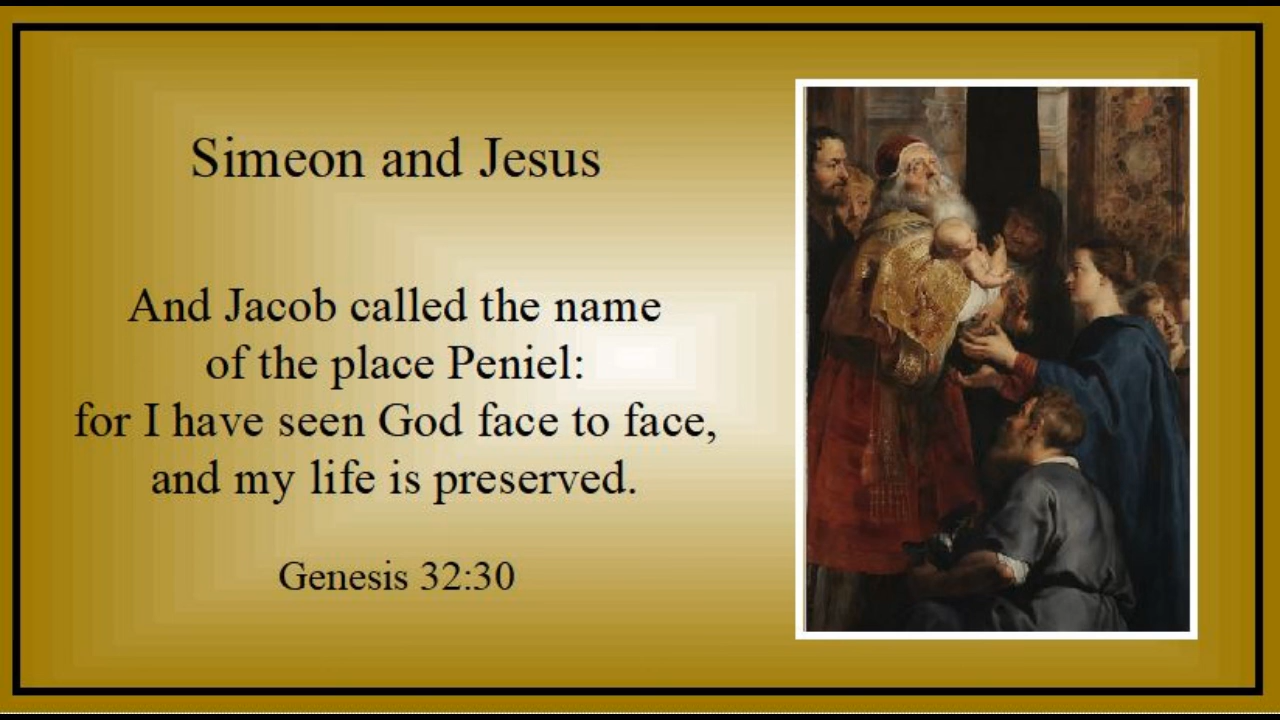 Simeon and Jesus
And Jacob called the name
of the place Peniel:
for I have seen God face to face,
and my life is preserved.
Genesis 32:30